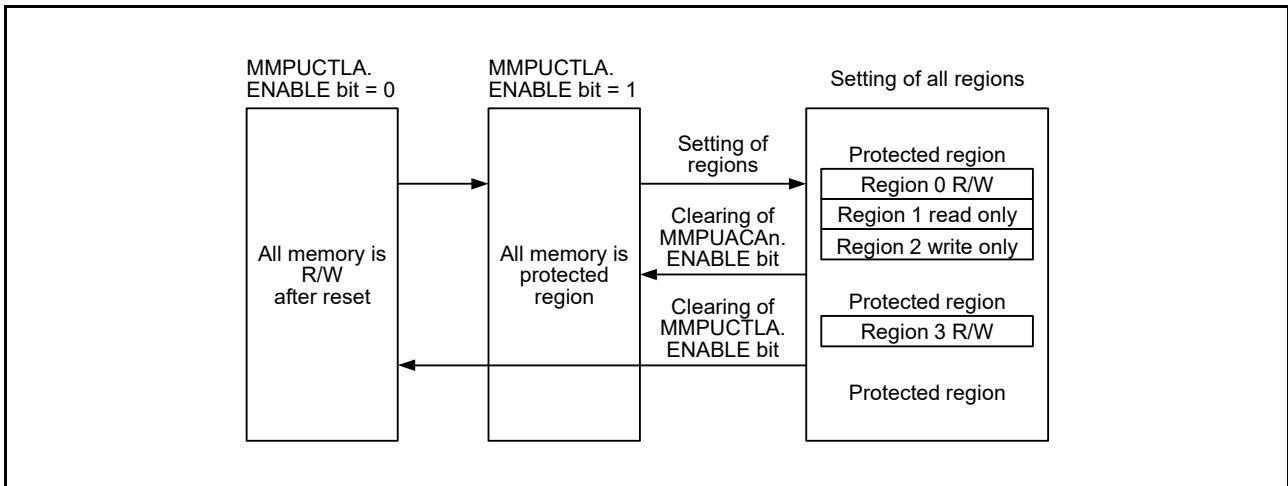 MMPUCTLA.
ENABLE bit = 0
MMPUCTLA.
ENABLE bit = 1
Setting of all regions
All memory is
R/W
after reset
All memory is
protected
region
Setting of
regions
Clearing of
MMPUACAn.
ENABLE bit
Clearing of
MMPUCTLA.
ENABLE bit
Protected region
Region 0 R/W
Region 1 read only
Region 2 write only
Protected region
Region 3 R/W
Protected region